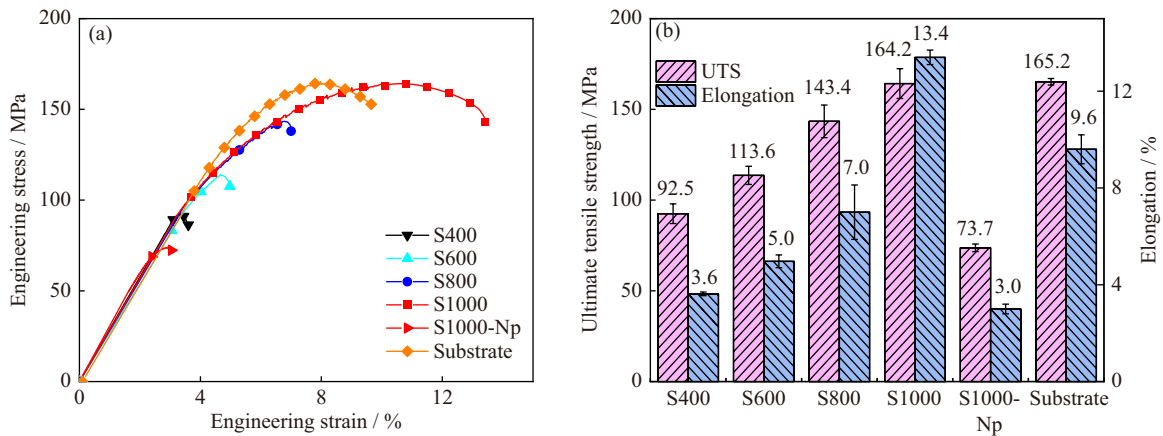 (a)
200
150
100
50
0
Engineering stress / MPa
0
4
8
12
Engineering strain / %
S400
S600
S800
S1000
S1000-Np
Substrate
(b)
200
150
100
50
0
Ultimate tensile strength / MPa
UTS
Elongation
92.5
3.6
113.6
5.0
143.4
7.0
164.2
13.4
73.7
3.0
165.2
9.6
12
8
4
0
Elongation / %
S400
S600
S800
S1000
S1000-
Np
Substrate